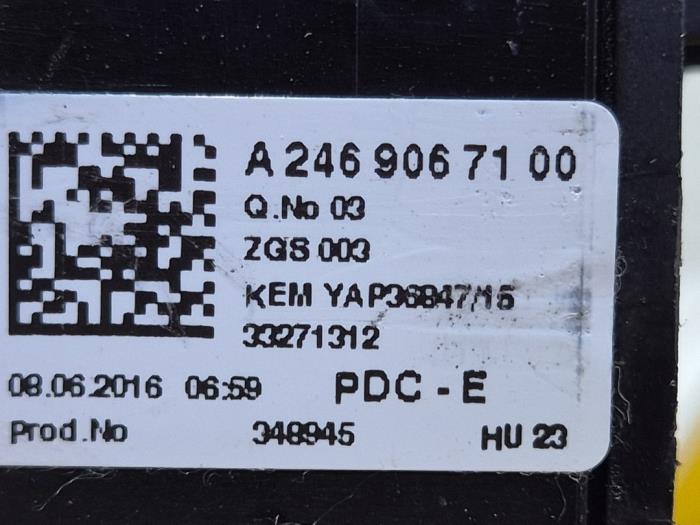 A 246 906 71 00
Q.No 03
ZGS 003
KEM YAP36847/15
33271312
08.06.2016 06:59 PDC - E
Prod.No 348945 HU 23